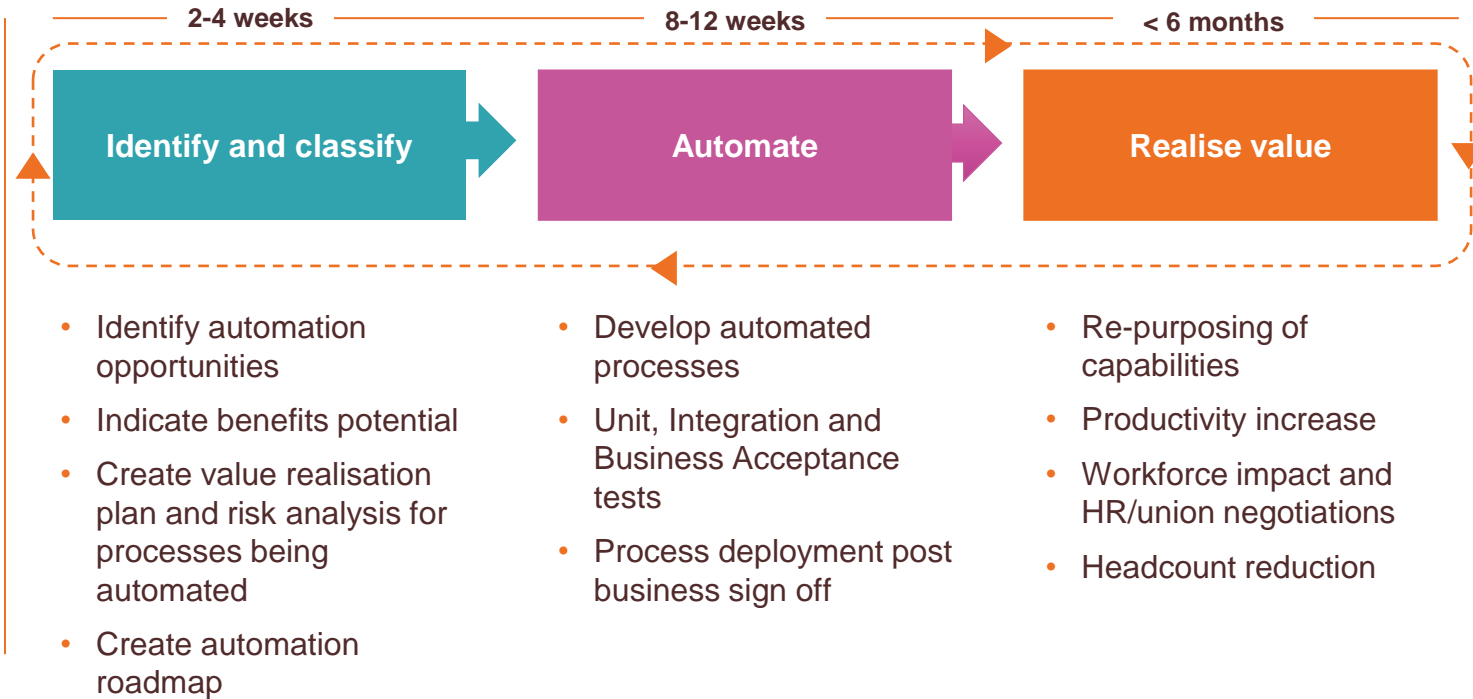 2-4 weeks
8-12 weeks
< 6 months
Identify and classify
Automate
Realise value
• Identify automation
opportunities
• Indicate benefits potential
• Create value realisation
plan and risk analysis for
processes being
automated
• Create automation
roadmap
• Develop automated
processes
• Unit, Integration and
Business Acceptance
tests
• Process deployment post
business sign off
• Re-purposing of
capabilities
• Productivity increase
• Workforce impact and
HR/union negotiations
• Headcount reduction